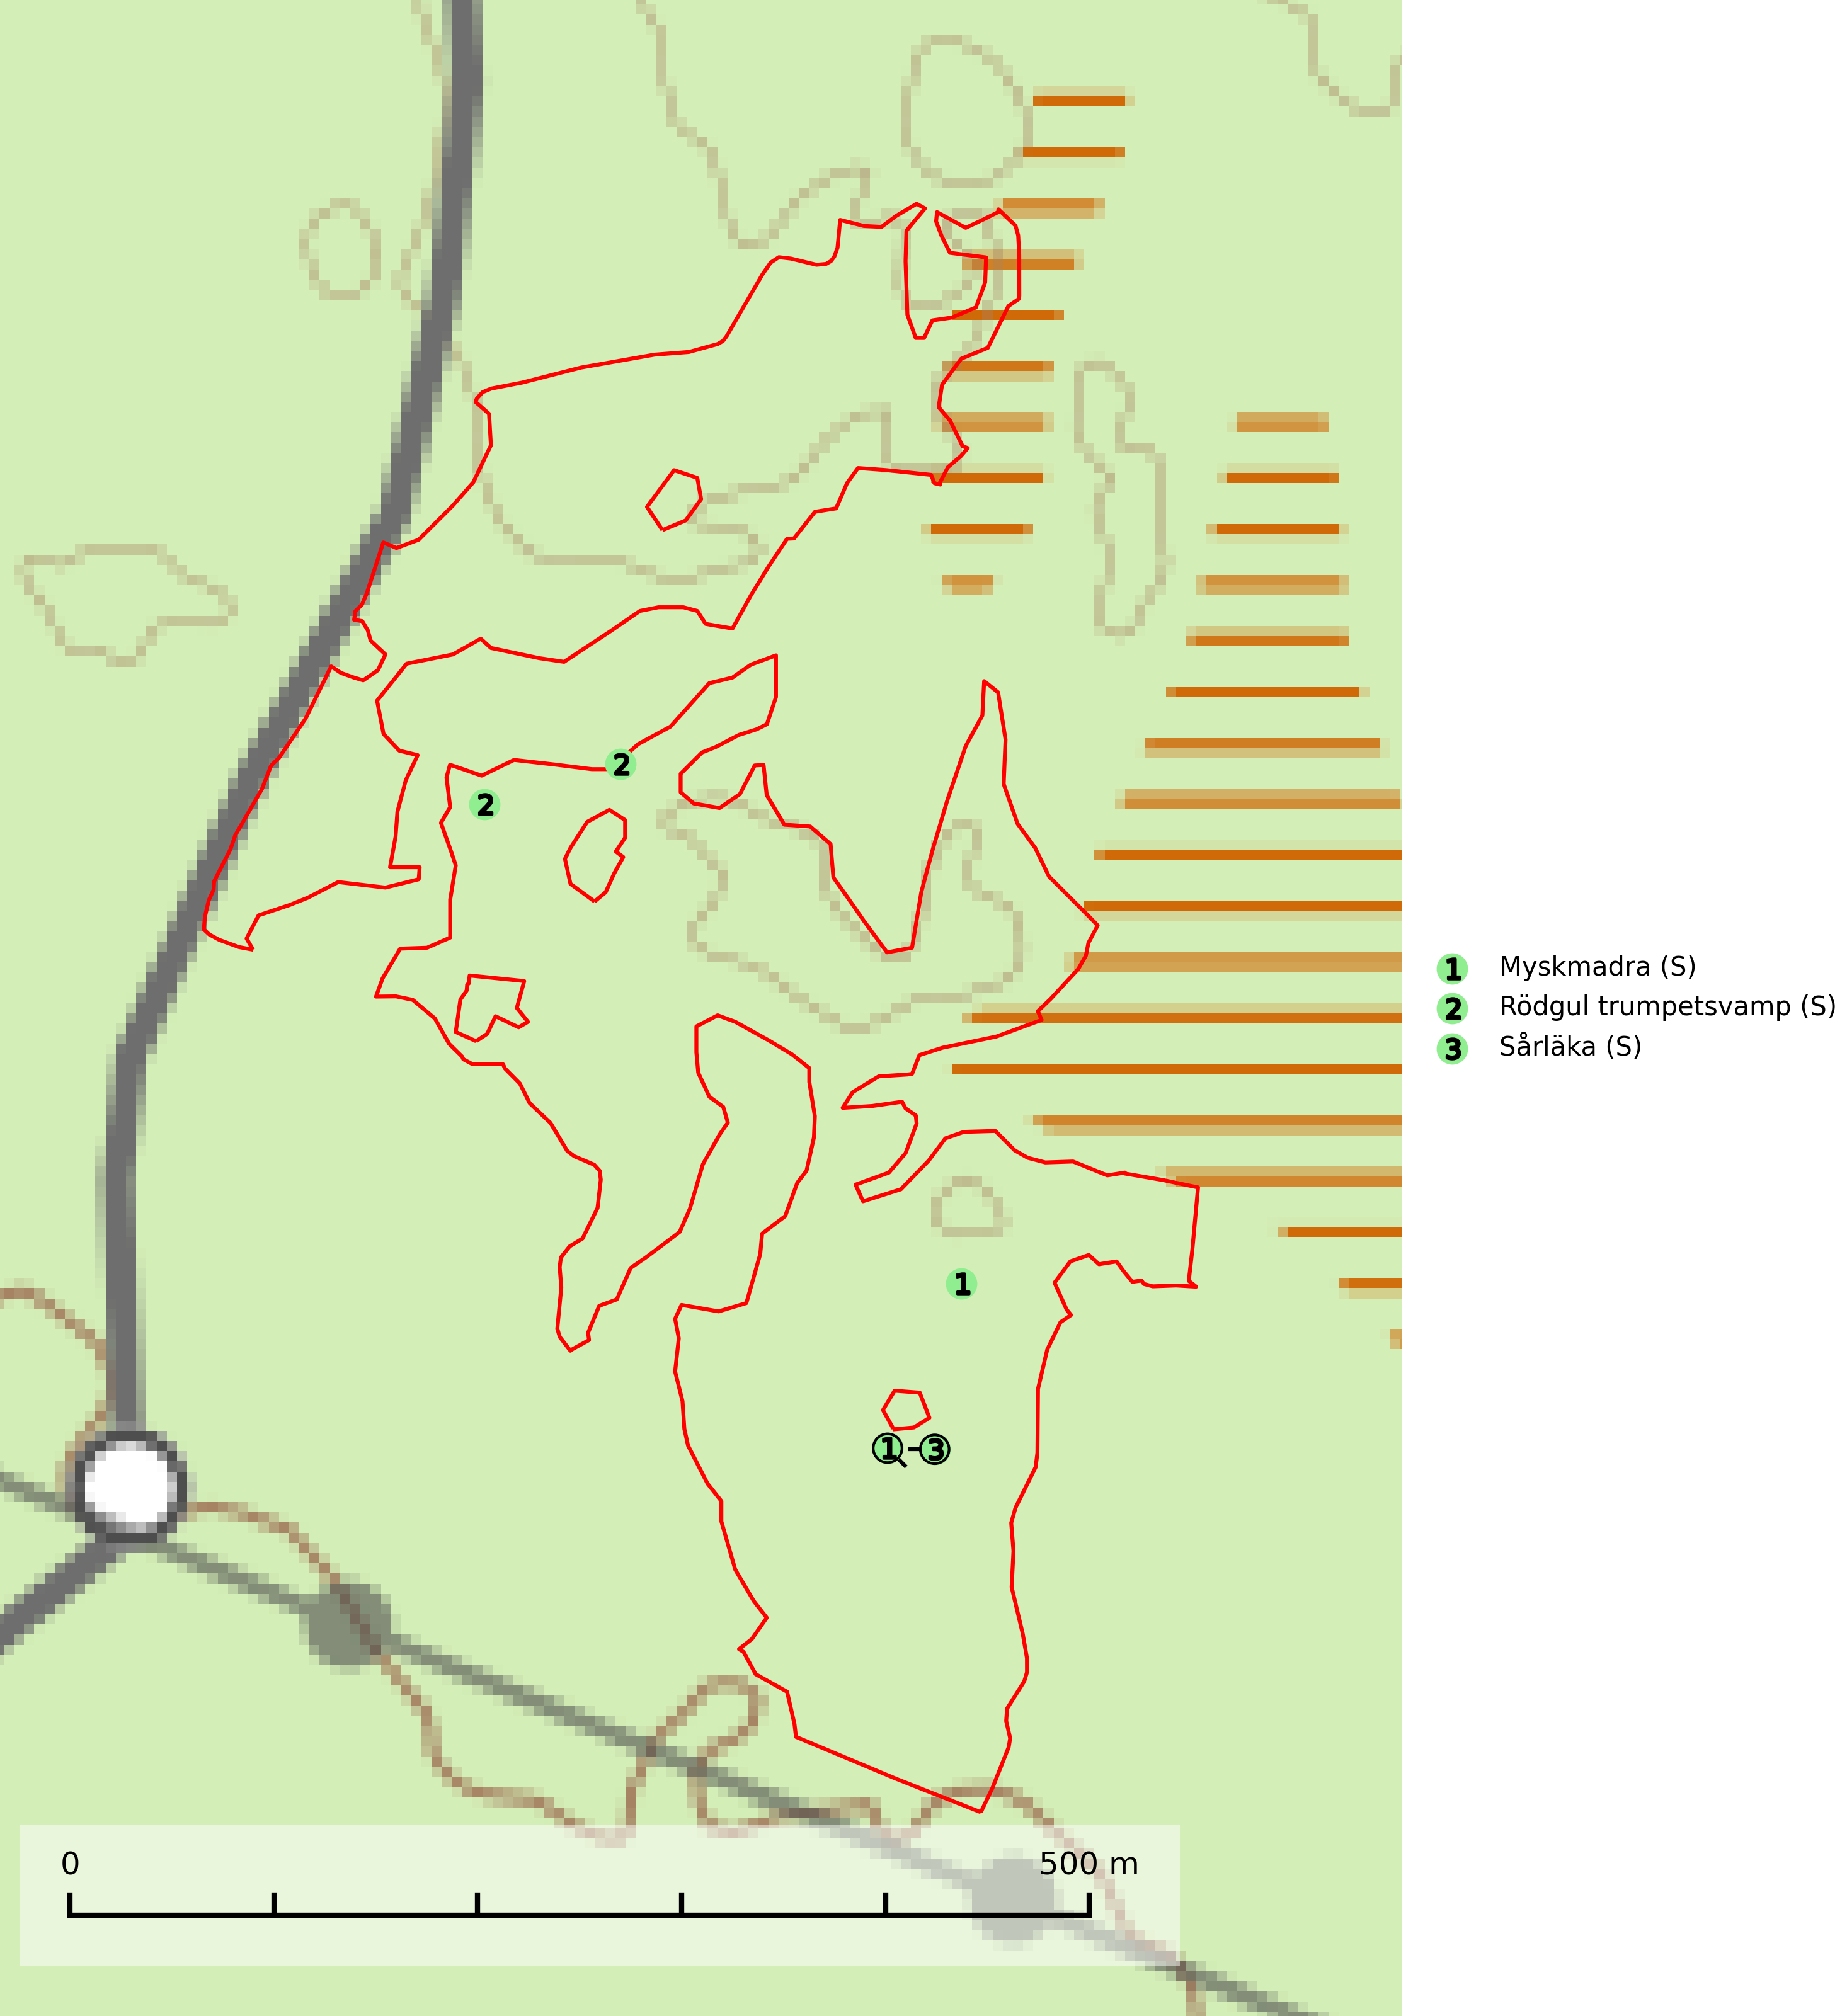 2
2
1 Myskmadra (S)
2 Rödgul trumpetsvamp (S)
3 Sårläka (S)
1
1-3
0 500 m